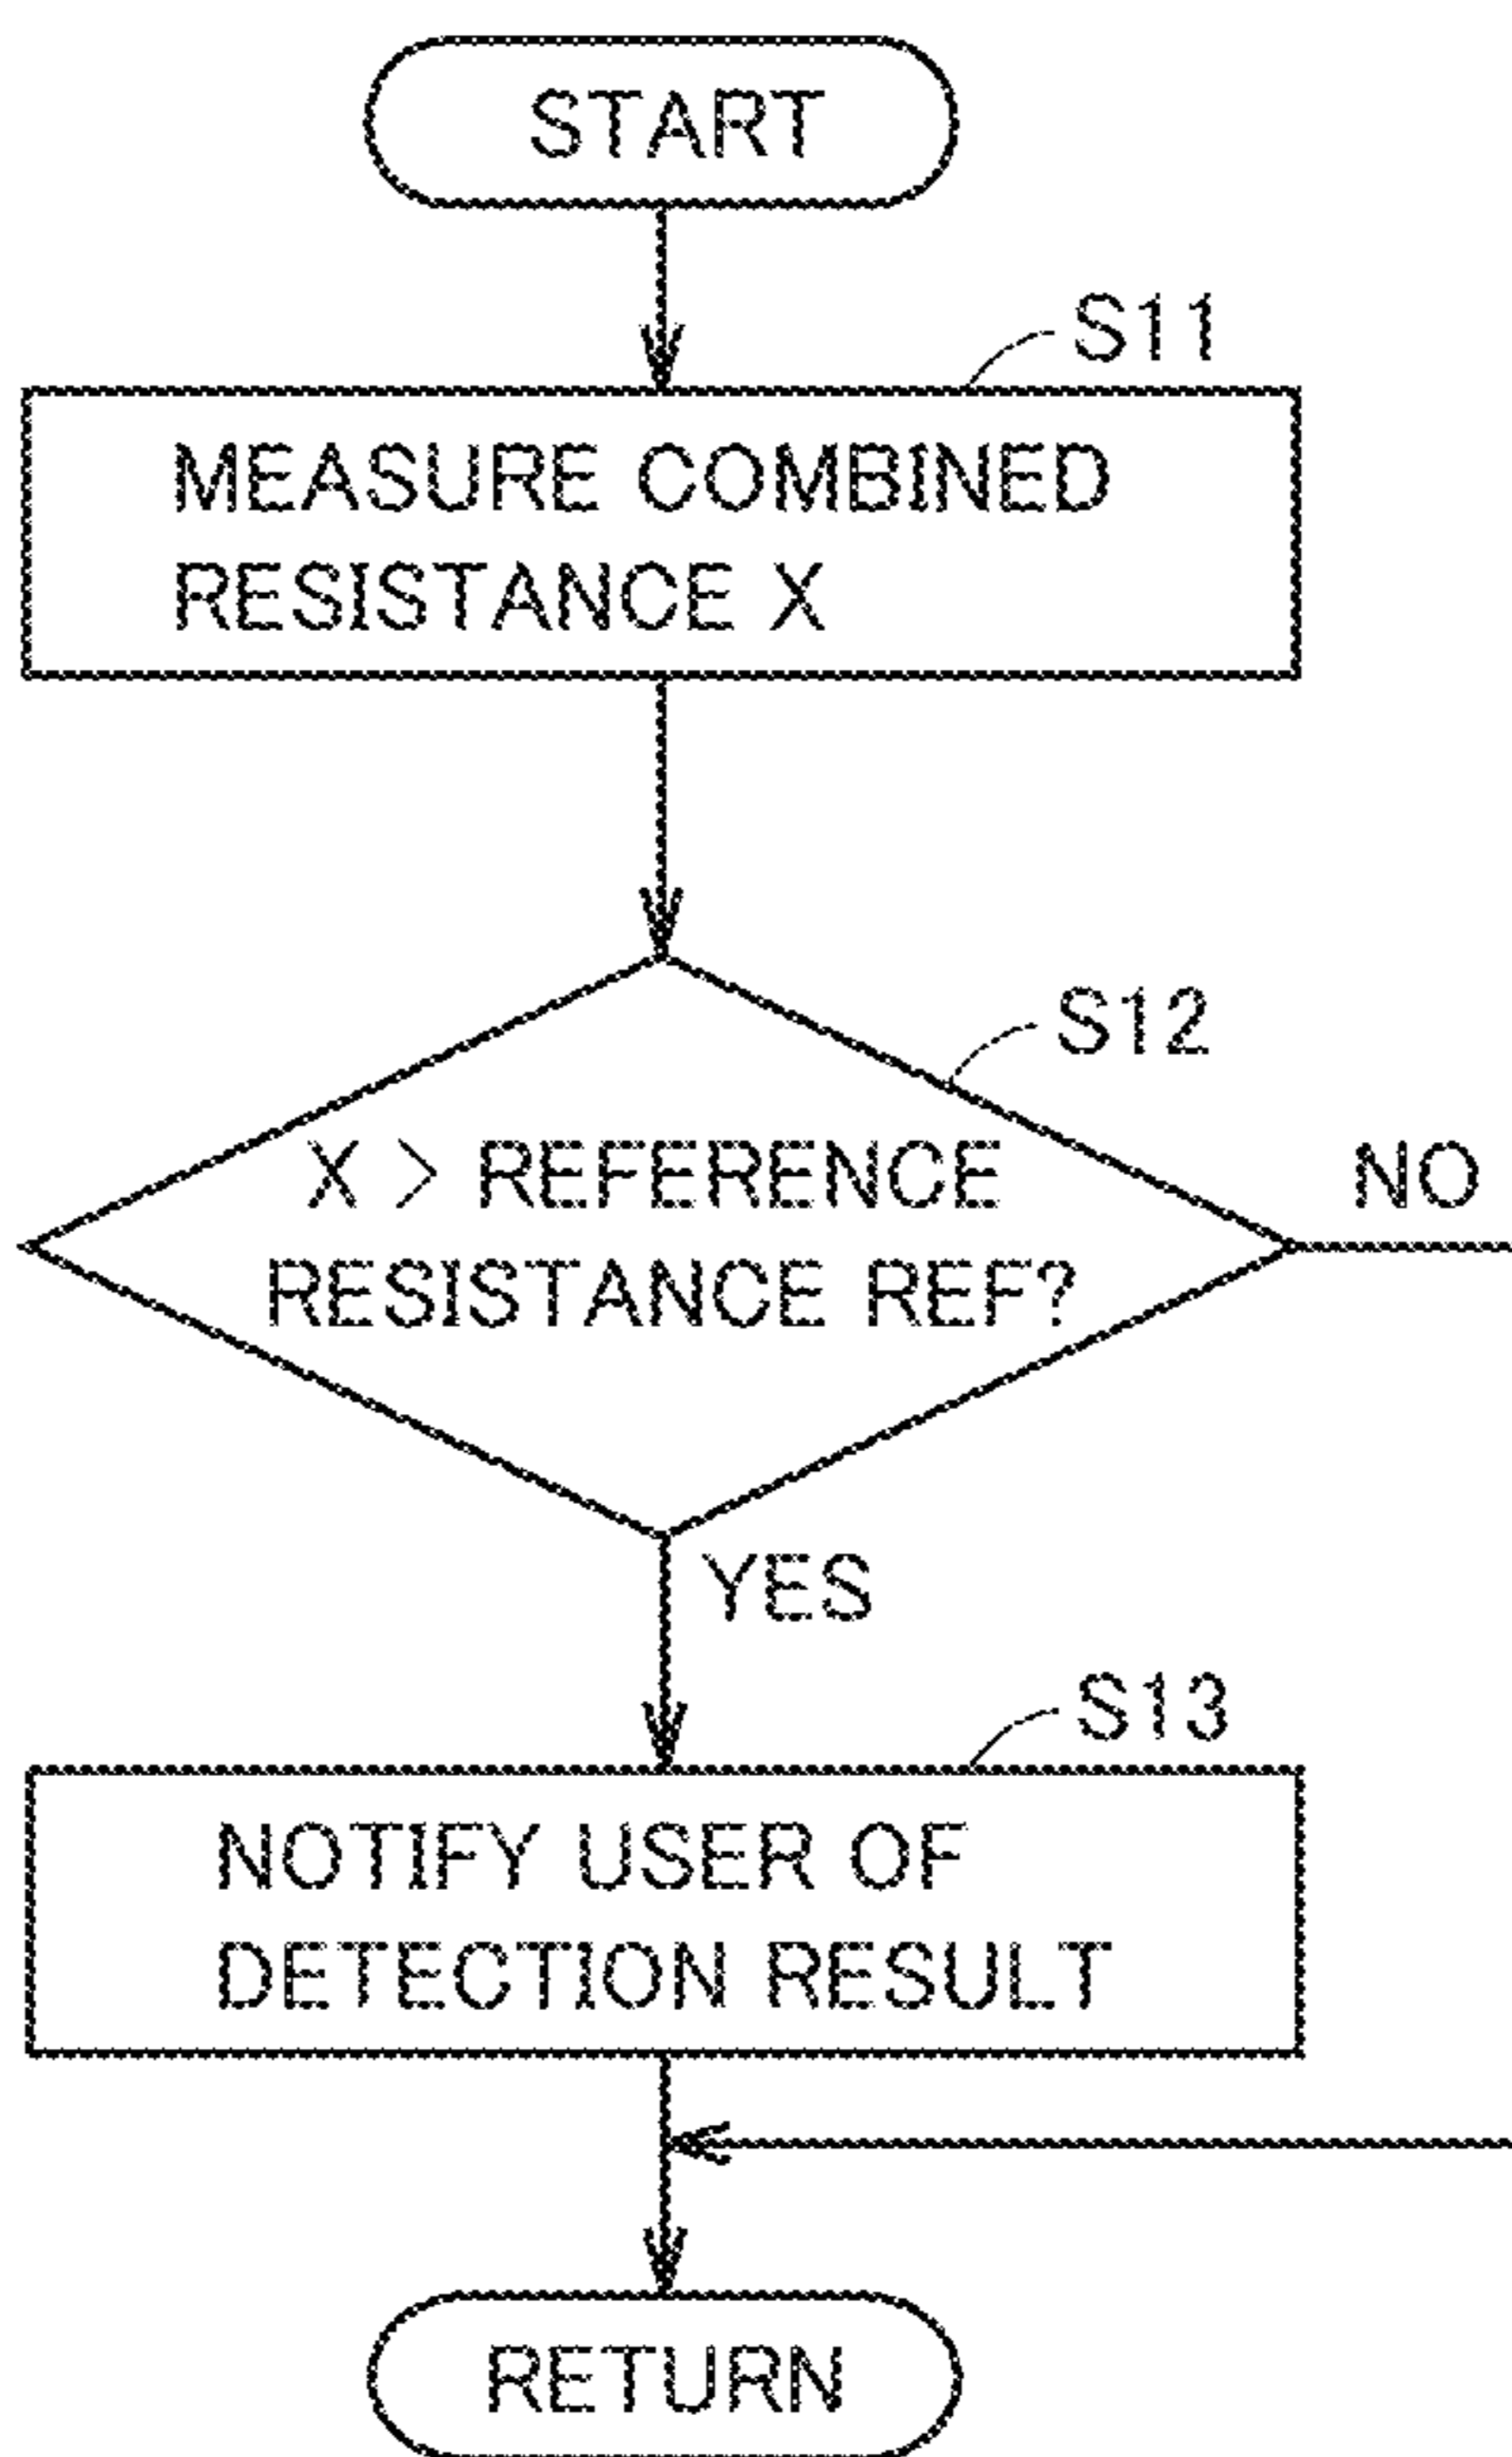 START
S11
MEASURE COMBINED
RESISTANCE X
S12
X > REFERENCE
RESISTANCE REF?
NO
YES
S13
NOTIFY USER OF
DETECTION RESULT
RETURN